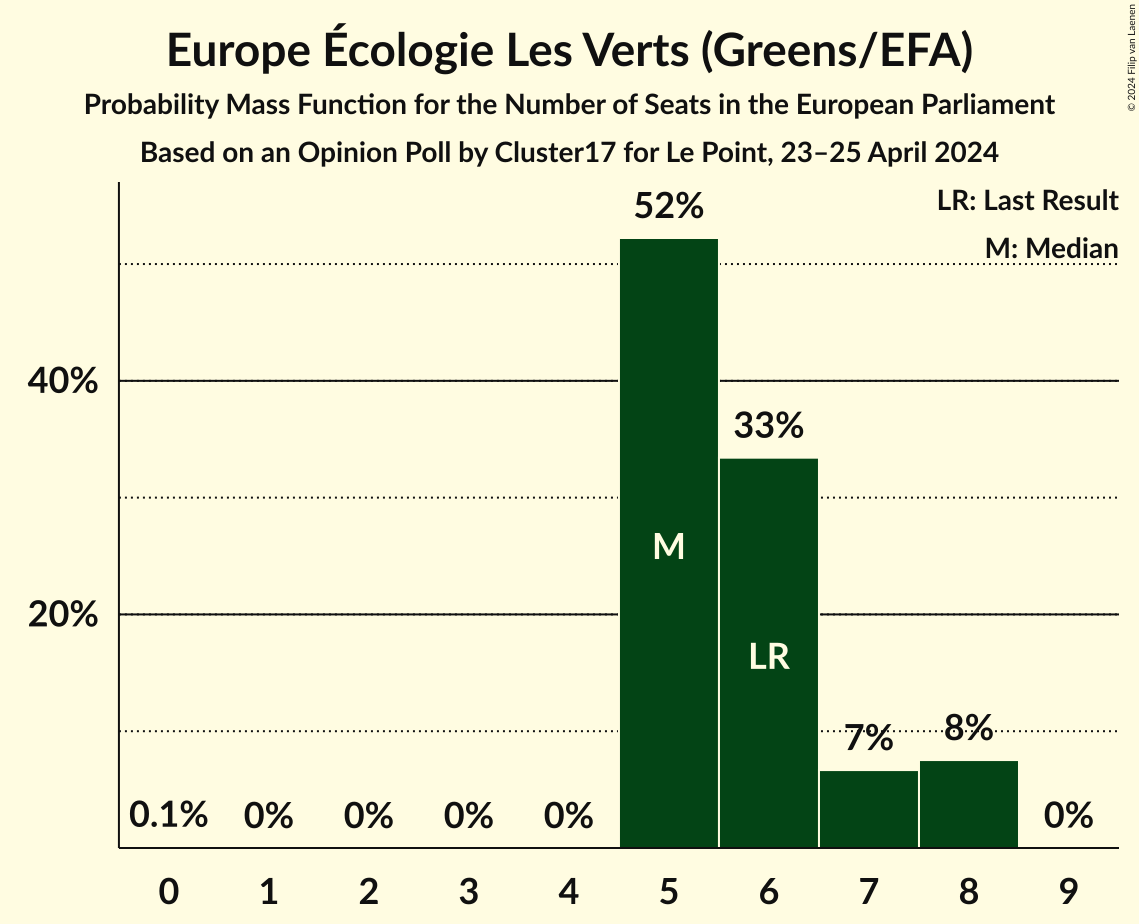 Europe Écologie Les Verts (Greens/EFA)
Probability Mass Function for the Number of Seats in the European Parliament
Based on an Opinion Poll by Cluster17 for Le Point, 23–25 April 2024
© 2024 Filip van Laenen
LR: Last Result
M: Median
52%
40%
33%
M
20%
LR
7%
8%
0.1%
0%
0%
0%
0%
0%
0 1 2 3 4 5 6 7 8 9